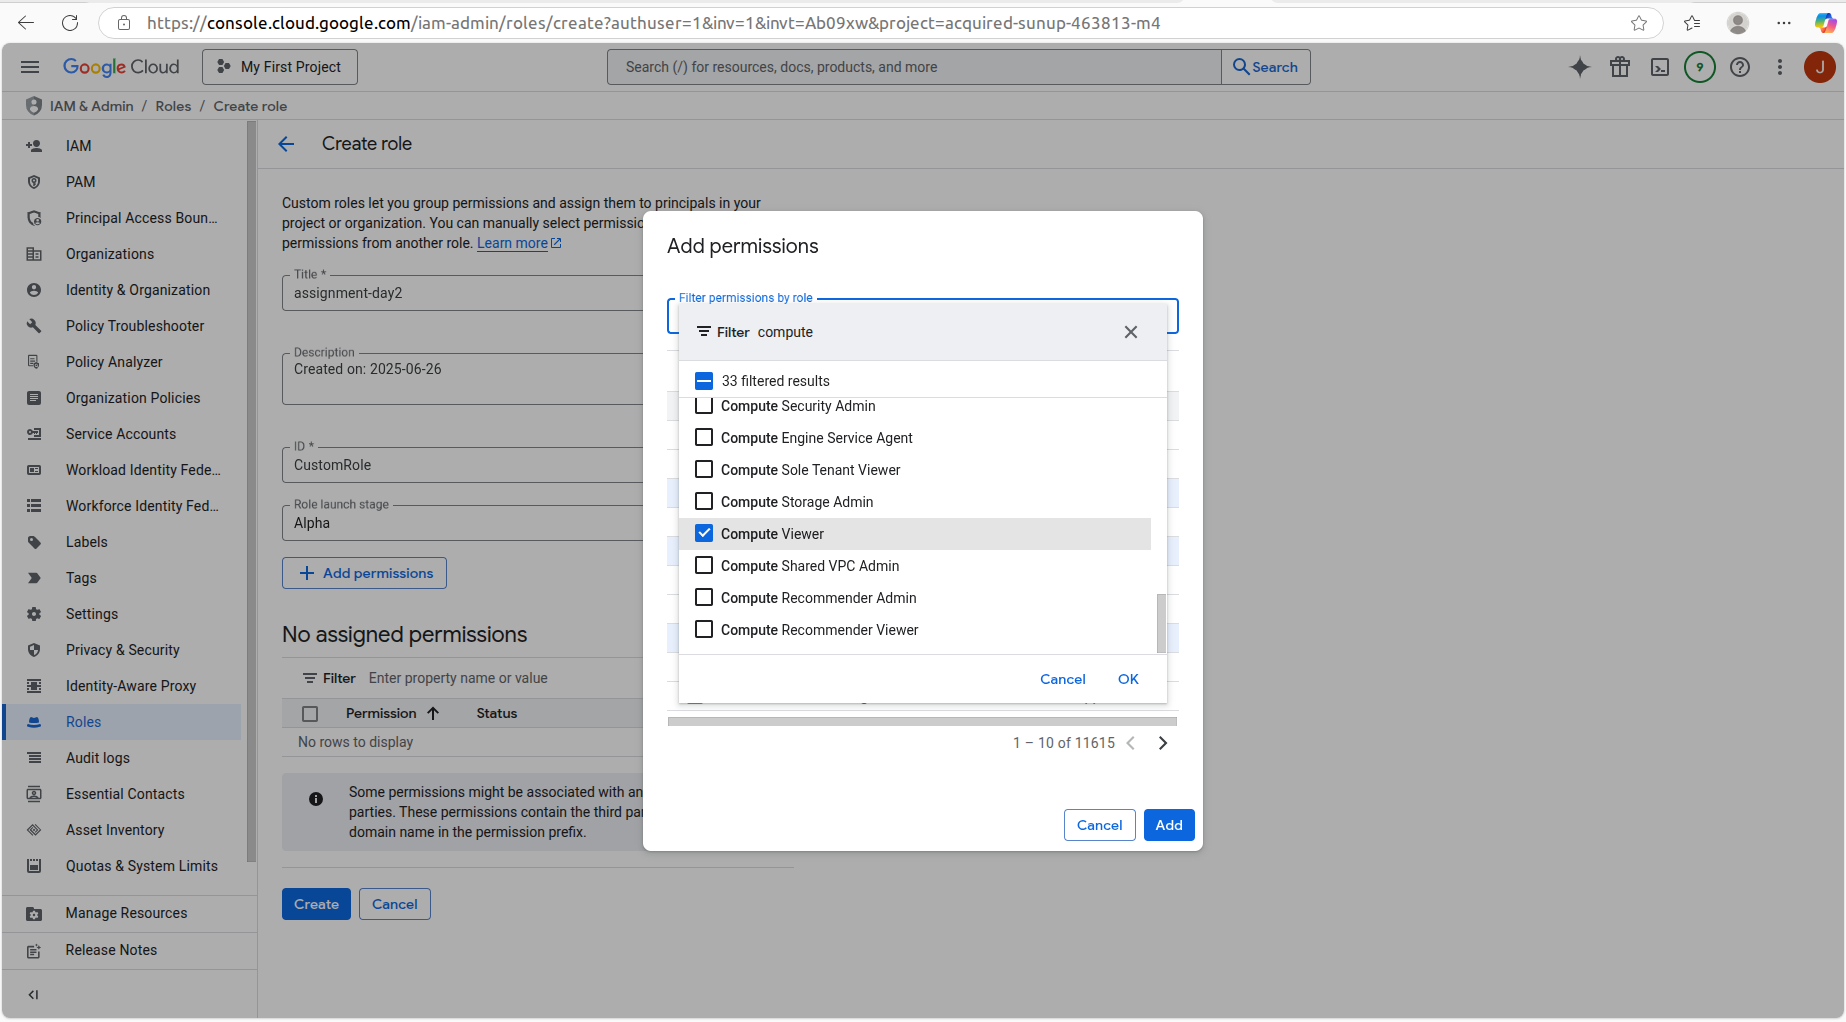 https://console.cloud.google.com/iam-admin/roles/create?authuser=1&inv=1&invt=Ab09xw&project=acquired-sunup-463813-m4
Google Cloud
My First Project
Search (/) for resources, docs, products, and more
Search
9
J
IAM & Admin / Roles / Create role
IAM
PAM
Principal Access Boun...
Organizations
Identity & Organization
Policy Troubleshooter
Policy Analyzer
Organization Policies
Service Accounts
Workload Identity Fede...
Workforce Identity Fed...
Labels
Tags
Settings
Privacy & Security
Identity-Aware Proxy
Roles
Audit logs
Essential Contacts
Asset Inventory
Quotas & System Limits
Manage Resources
Release Notes
Create role
Custom roles let you group permissions and assign them to principals in your
project or organization. You can manually select permissio
permissions from another role. Learn more
Title *
assignment-day2
Description
Created on: 2025-06-26
ID *
CustomRole
Role launch stage
Alpha
Add permissions
No assigned permissions
Filter Enter property name or value
Permission Status
No rows to display
Some permissions might be associated with an
parties. These permissions contain the third par
domain name in the permission prefix.
Create Cancel
Add permissions
Filter permissions by role
Filter compute
33 filtered results
Compute Security Admin
Compute Engine Service Agent
Compute Sole Tenant Viewer
Compute Storage Admin
Compute Viewer
Compute Shared VPC Admin
Compute Recommender Admin
Compute Recommender Viewer
Cancel OK
1 – 10 of 11615
Cancel Add